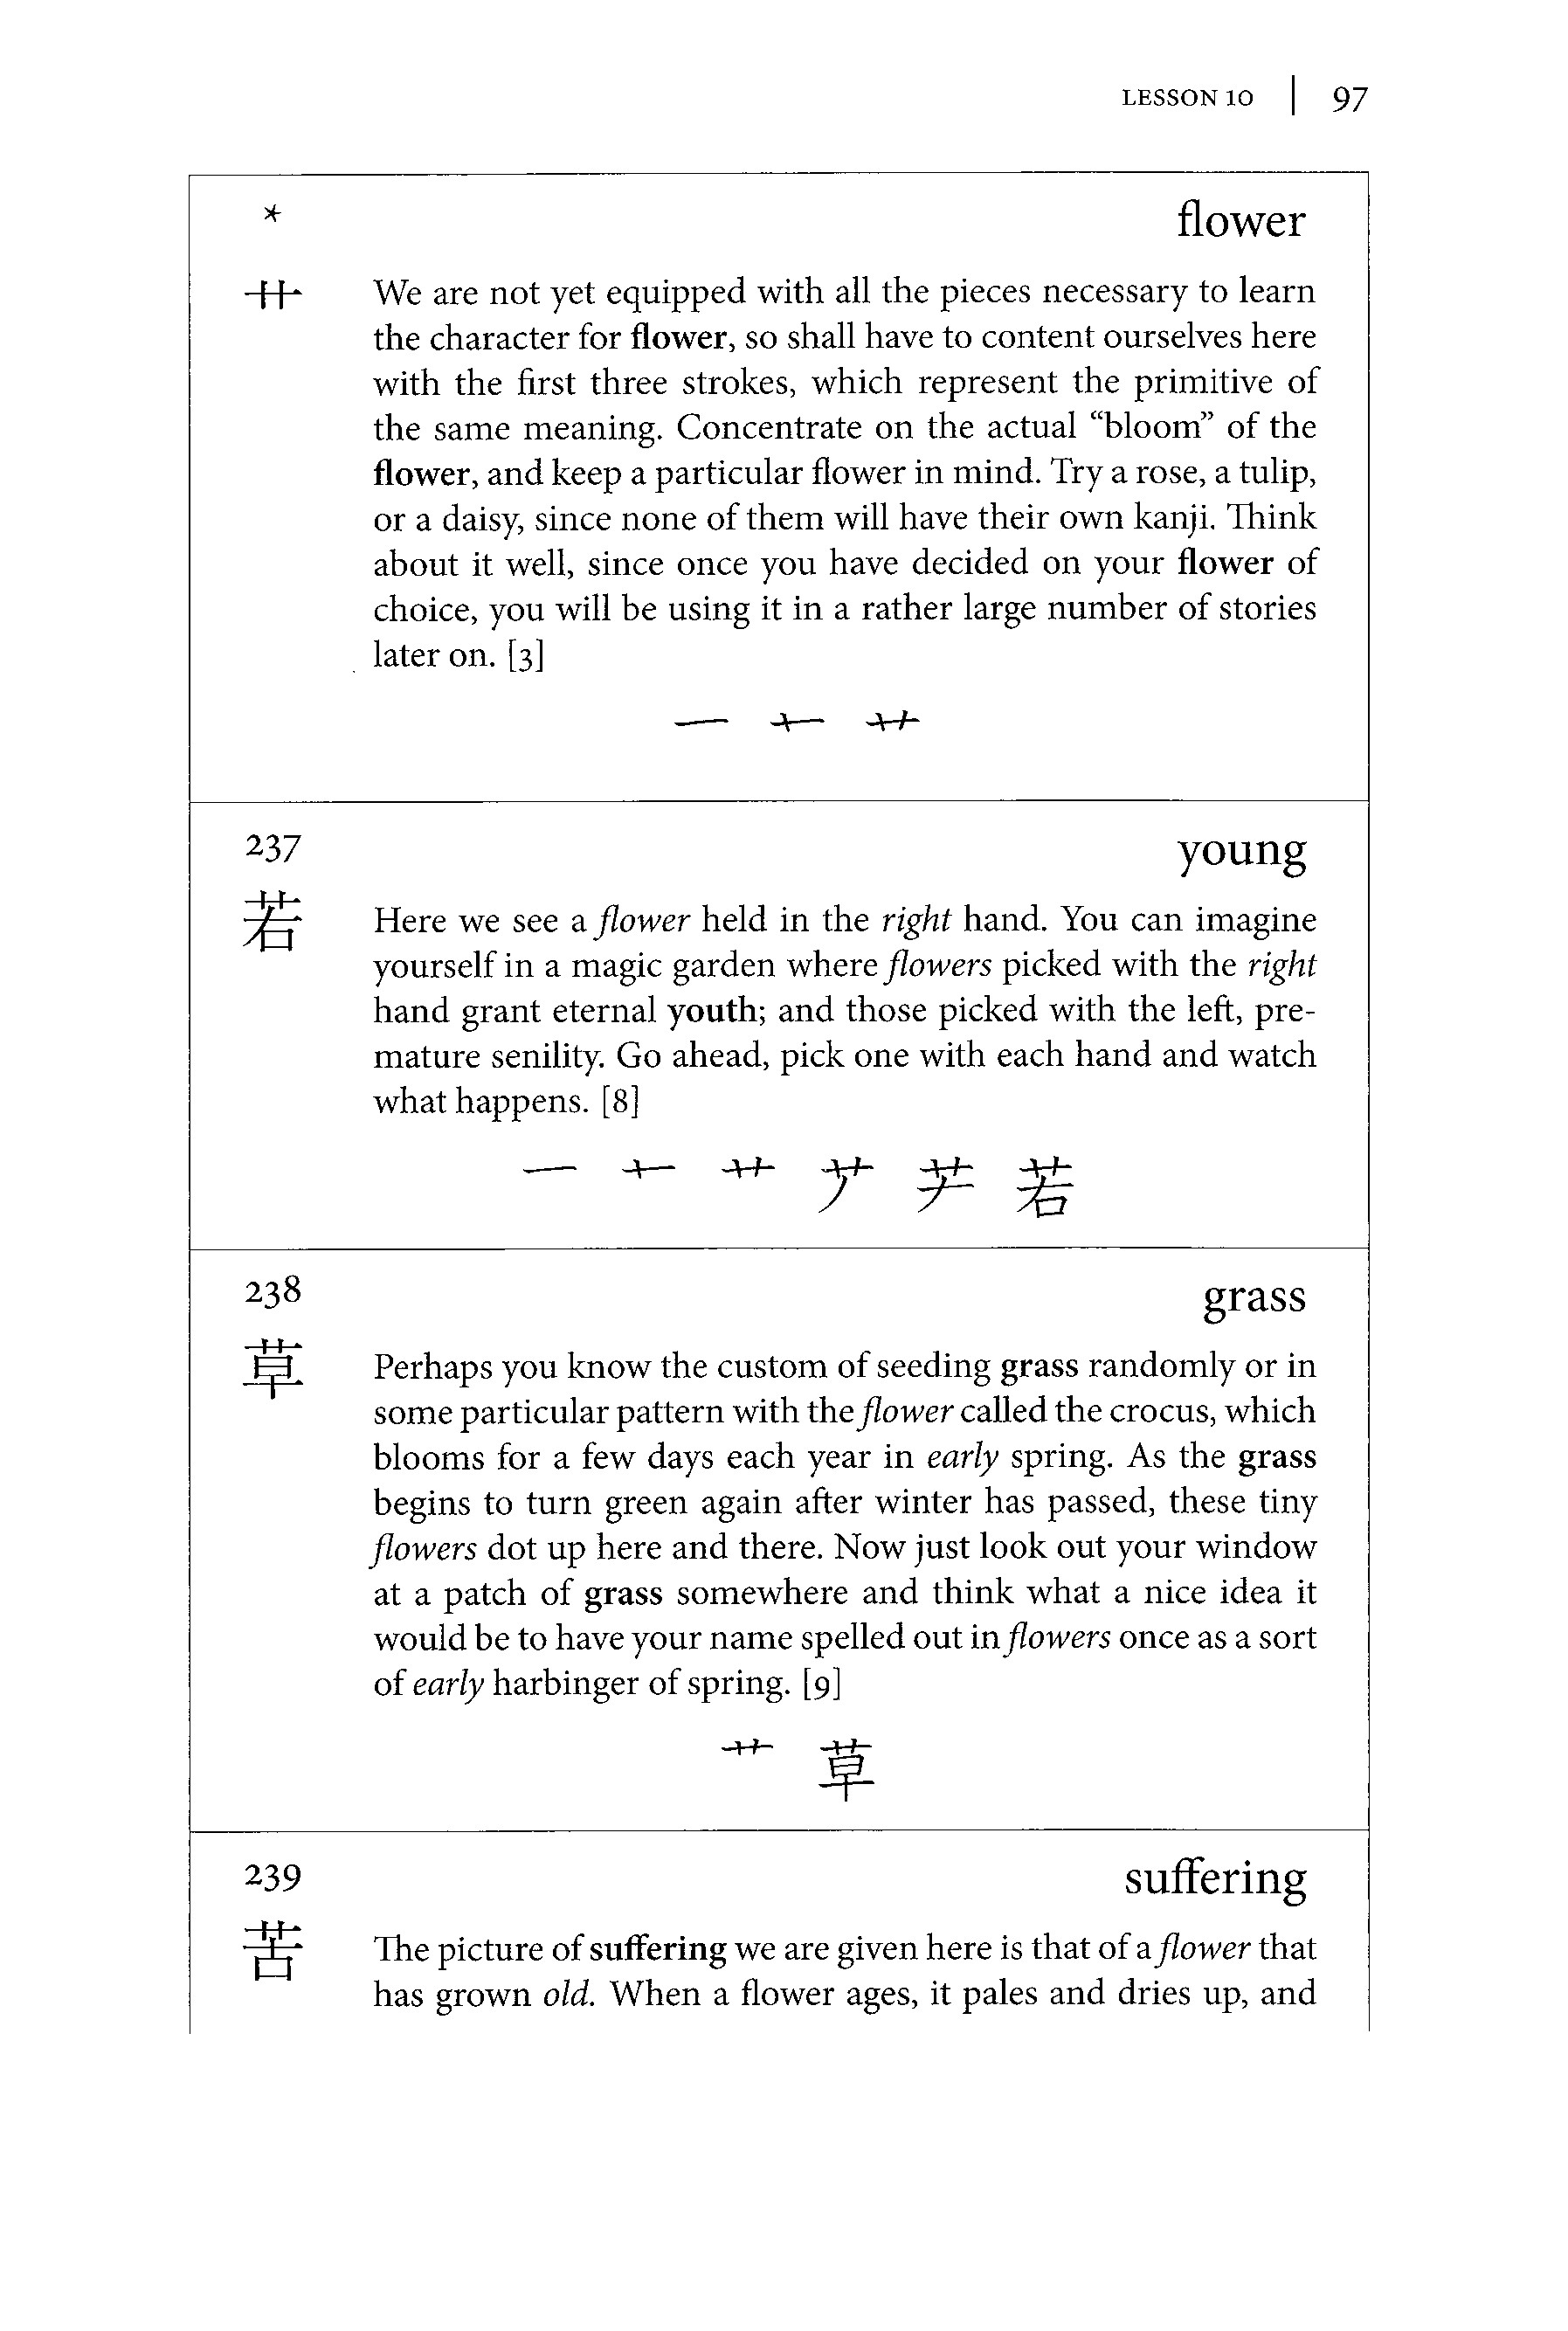 LESSON 10 | 97
*
flower
艹 We are not yet equipped with all the pieces necessary to learn
the character for flower, so shall have to content ourselves here
with the first three strokes, which represent the primitive of
the same meaning. Concentrate on the actual “bloom” of the
flower, and keep a particular flower in mind. Try a rose, a tulip,
or a daisy, since none of them will have their own kanji. Think
about it well, since once you have decided on your flower of
choice, you will be using it in a rather large number of stories
later on. [3]
一 艹
237
young
若 Here we see a flower held in the right hand. You can imagine
yourself in a magic garden where flowers picked with the right
hand grant eternal youth; and those picked with the left, pre-
mature senility. Go ahead, pick one with each hand and watch
what happens. [8]
一 艹 若
238
grass
草 Perhaps you know the custom of seeding grass randomly or in
some particular pattern with the flower called the crocus, which
blooms for a few days each year in early spring. As the grass
begins to turn green again after winter has passed, these tiny
flowers dot up here and there. Now just look out your window
at a patch of grass somewhere and think what a nice idea it
would be to have your name spelled out in flowers once as a sort
of early harbinger of spring. [9]
艹 草
239
suffering
苦 The picture of suffering we are given here is that of a flower that
has grown old. When a flower ages, it pales and dries up, and